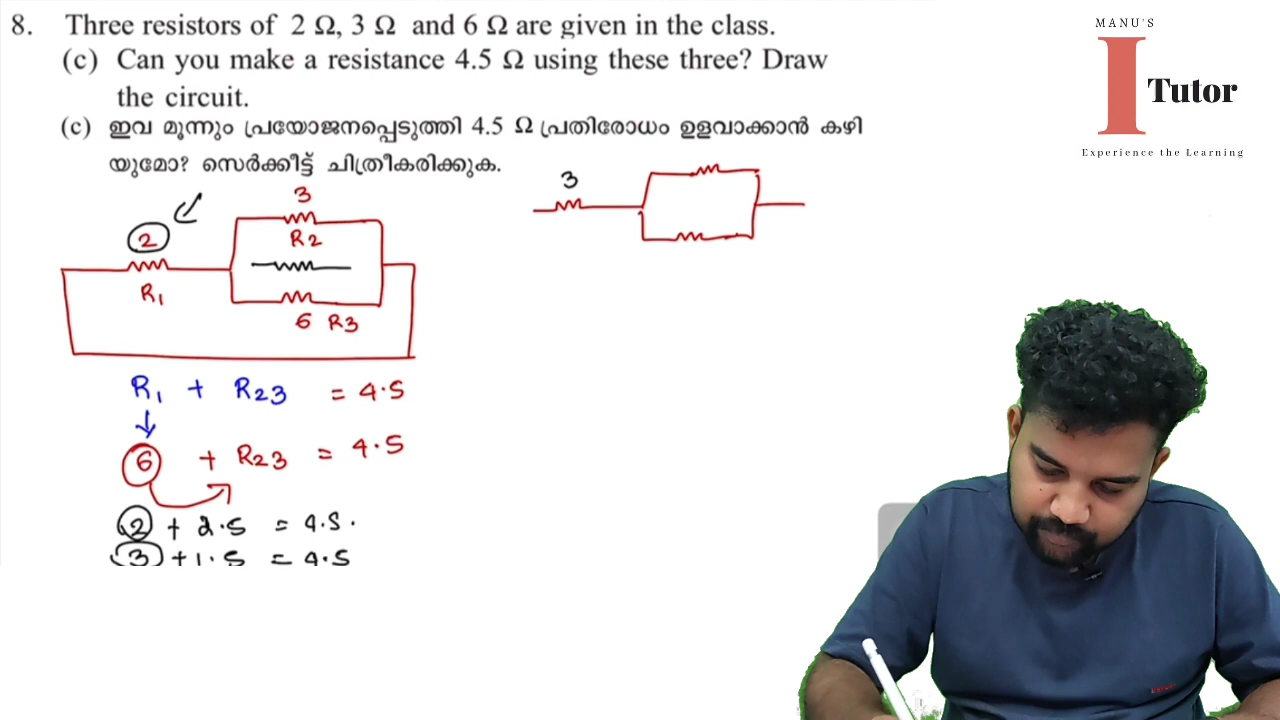 8. Three resistors of 2 Ω, 3 Ω and 6 Ω are given in the class.
(c) Can you make a resistance 4.5 Ω using these three? Draw
the circuit.
(c) ഇവ മൂന്നും പ്രയോജനപ്പെടുത്തി 4.5 Ω പ്രതിരോധം ഉളവാക്കാൻ കഴി
യുമോ? സെർക്കീട്ട് ചിത്രീകരിക്കുക.
MANU'S
I Tutor
Experience the Learning
3
2
R2
R1
6 R3
3
R1 + R23 = 4.5
6 + R23 = 4.5
2 + 2.5 = 4.5.
3 + 1.5 = 4.5